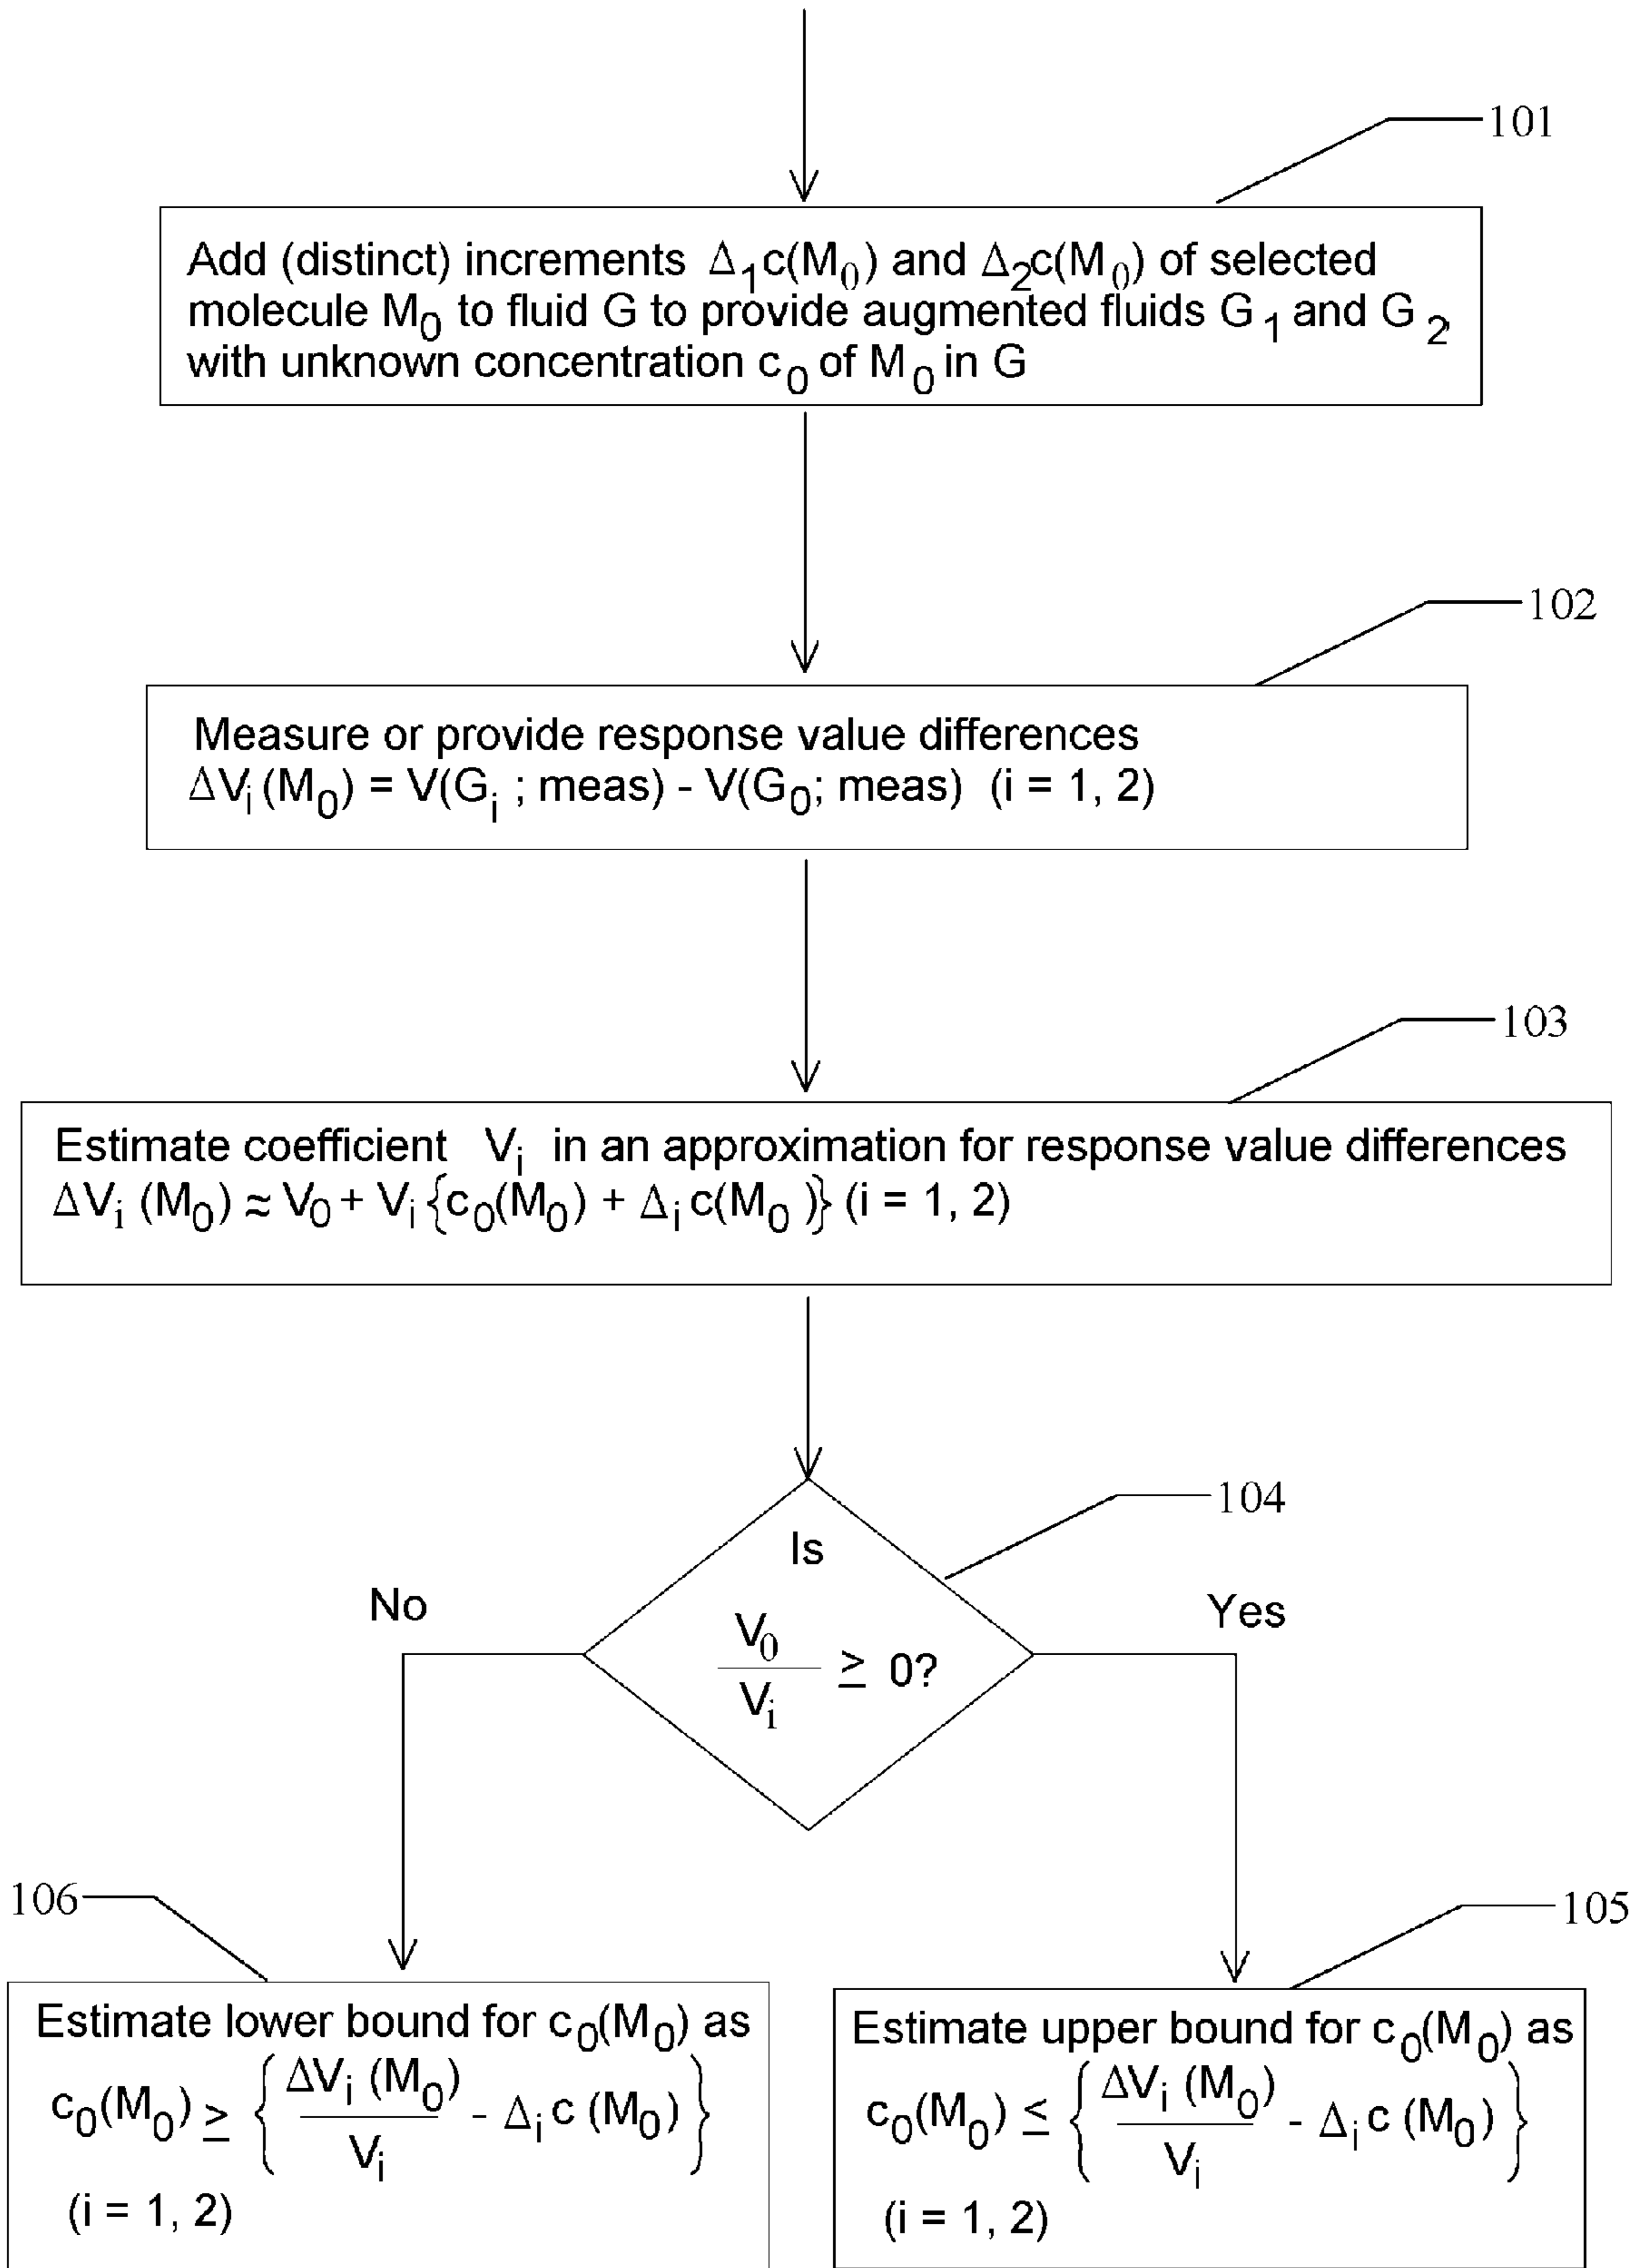 101
Add (distinct) increments Δ₁c(M₀) and Δ₂c(M₀) of selected
molecule M₀ to fluid G to provide augmented fluids G₁ and G₂
with unknown concentration c₀ of M₀ in G
102
Measure or provide response value differences
ΔVᵢ(M₀) = V(Gᵢ ; meas) - V(G₀; meas) (i = 1, 2)
103
Estimate coefficient Vᵢ in an approximation for response value differences
ΔVᵢ (M₀) ≈ V₀ + Vᵢ {c₀(M₀) + Δᵢ c(M₀ )} (i = 1, 2)
104
Is
No
Yes
V₀
Vᵢ
≥ 0?
106
105
Estimate lower bound for c₀(M₀) as
c₀(M₀) ≥ { ΔVᵢ (M₀) / Vᵢ - Δᵢ c (M₀) }
(i = 1, 2)
Estimate upper bound for c₀(M₀) as
c₀(M₀) ≤ { ΔVᵢ (M₀) / Vᵢ - Δᵢ c (M₀) }
(i = 1, 2)